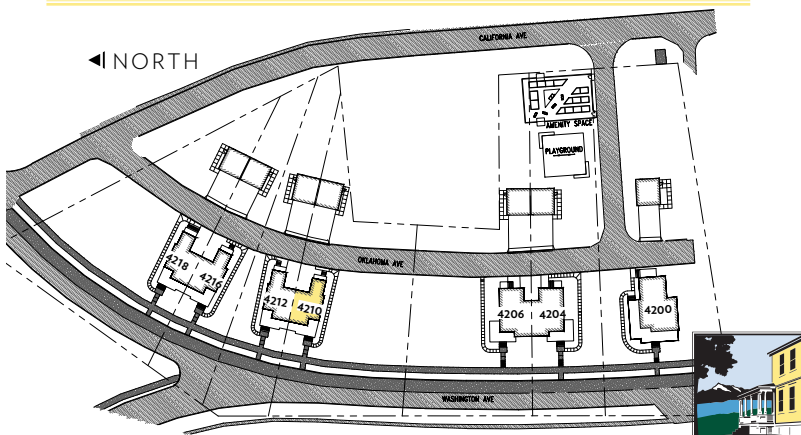 CALIFORNIA AVE
NORTH
AMENITY SPACE
PLAYGROUND
OKLAHOMA AVE
4218
4216
4212
4210
4206
4204
4200
WASHINGTON AVE